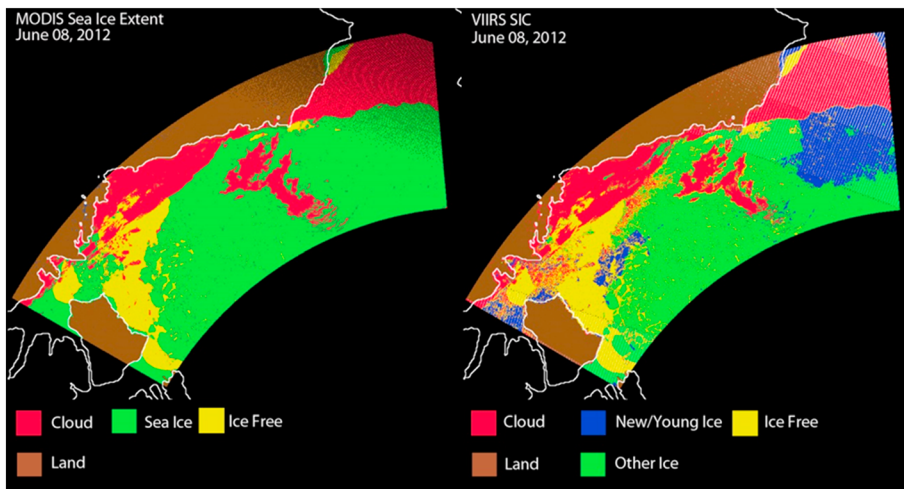 MODIS Sea Ice Extent
June 08, 2012
VIIRS SIC
June 08, 2012
Cloud
Sea Ice
Ice Free
Land
Cloud
New/Young Ice
Ice Free
Land
Other Ice